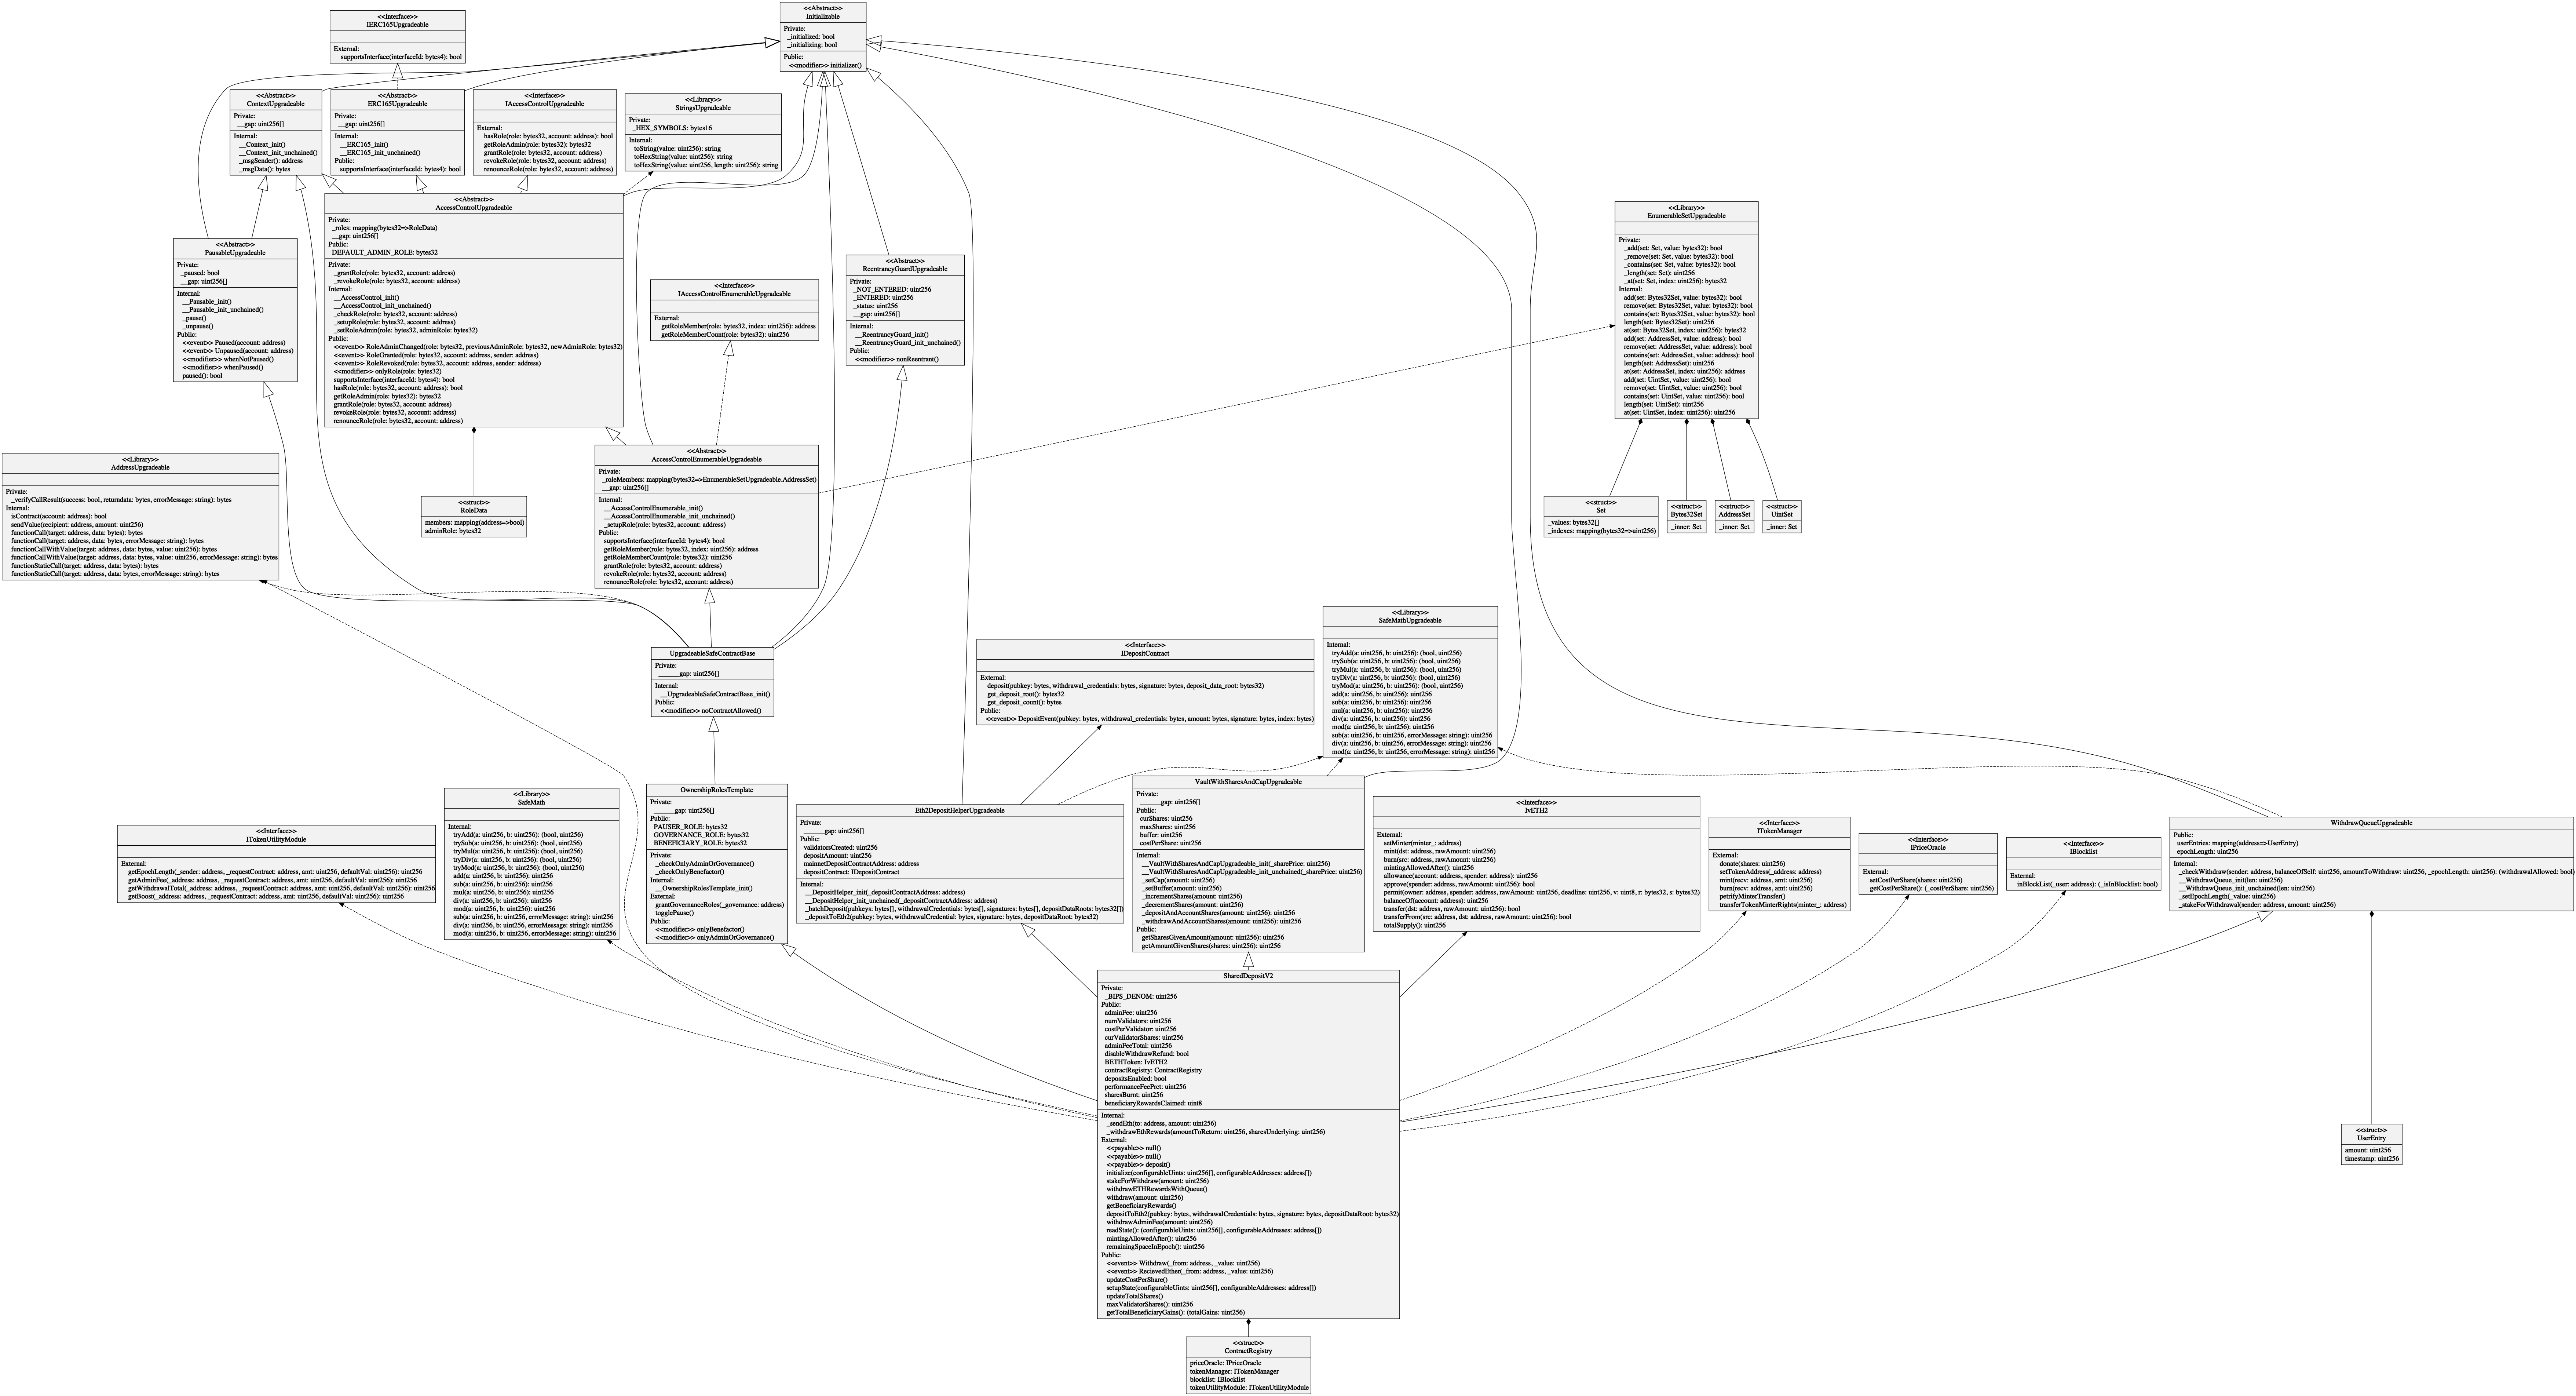 <<Abstract>>
Initializable
Private:
_initialized: bool
_initializing: bool
Public:
<<modifier>> initializer()
<<Interface>>
IERC165Upgradeable
External:
supportsInterface(interfaceId: bytes4): bool
<<Abstract>>
ContextUpgradeable
Private:
__gap: uint256[]
Internal:
__Context_init()
__Context_init_unchained()
_msgSender(): address
_msgData(): bytes
<<Abstract>>
ERC165Upgradeable
Private:
__gap: uint256[]
Internal:
__ERC165_init()
__ERC165_init_unchained()
Public:
supportsInterface(interfaceId: bytes4): bool
<<Interface>>
IAccessControlUpgradeable
External:
hasRole(role: bytes32, account: address): bool
getRoleAdmin(role: bytes32): bytes32
grantRole(role: bytes32, account: address)
revokeRole(role: bytes32, account: address)
renounceRole(role: bytes32, account: address)
<<Library>>
StringsUpgradeable
Private:
_HEX_SYMBOLS: bytes16
Internal:
toString(value: uint256): string
toHexString(value: uint256): string
toHexString(value: uint256, length: uint256): string
<<Abstract>>
AccessControlUpgradeable
Private:
_roles: mapping(bytes32=>RoleData)
__gap: uint256[]
Public:
DEFAULT_ADMIN_ROLE: bytes32
Private:
_grantRole(role: bytes32, account: address)
_revokeRole(role: bytes32, account: address)
Internal:
__AccessControl_init()
__AccessControl_init_unchained()
_checkRole(role: bytes32, account: address)
_setupRole(role: bytes32, account: address)
_setRoleAdmin(role: bytes32, adminRole: bytes32)
Public:
<<event>> RoleAdminChanged(role: bytes32, previousAdminRole: bytes32, newAdminRole: bytes32)
<<event>> RoleGranted(role: bytes32, account: address, sender: address)
<<event>> RoleRevoked(role: bytes32, account: address, sender: address)
<<modifier>> onlyRole(role: bytes32)
supportsInterface(interfaceId: bytes4): bool
hasRole(role: bytes32, account: address): bool
getRoleAdmin(role: bytes32): bytes32
grantRole(role: bytes32, account: address)
revokeRole(role: bytes32, account: address)
renounceRole(role: bytes32, account: address)
<<Abstract>>
PausableUpgradeable
Private:
_paused: bool
__gap: uint256[]
Internal:
__Pausable_init()
__Pausable_init_unchained()
_pause()
_unpause()
Public:
<<event>> Paused(account: address)
<<event>> Unpaused(account: address)
<<modifier>> whenNotPaused()
<<modifier>> whenPaused()
paused(): bool
<<Abstract>>
ReentrancyGuardUpgradeable
Private:
_NOT_ENTERED: uint256
_ENTERED: uint256
_status: uint256
__gap: uint256[]
Internal:
__ReentrancyGuard_init()
__ReentrancyGuard_init_unchained()
Public:
<<modifier>> nonReentrant()
<<Interface>>
IAccessControlEnumerableUpgradeable
External:
getRoleMember(role: bytes32, index: uint256): address
getRoleMemberCount(role: bytes32): uint256
<<Library>>
EnumerableSetUpgradeable
Private:
_add(set: Set, value: bytes32): bool
_remove(set: Set, value: bytes32): bool
_contains(set: Set, value: bytes32): bool
_length(set: Set): uint256
_at(set: Set, index: uint256): bytes32
Internal:
add(set: Bytes32Set, value: bytes32): bool
remove(set: Bytes32Set, value: bytes32): bool
contains(set: Bytes32Set, value: bytes32): bool
length(set: Bytes32Set): uint256
at(set: Bytes32Set, index: uint256): bytes32
add(set: AddressSet, value: address): bool
remove(set: AddressSet, value: address): bool
contains(set: AddressSet, value: address): bool
length(set: AddressSet): uint256
at(set: AddressSet, index: uint256): address
add(set: UintSet, value: uint256): bool
remove(set: UintSet, value: uint256): bool
contains(set: UintSet, value: uint256): bool
length(set: UintSet): uint256
at(set: UintSet, index: uint256): uint256
<<Library>>
AddressUpgradeable
Private:
_verifyCallResult(success: bool, returndata: bytes, errorMessage: string): bytes
Internal:
isContract(account: address): bool
sendValue(recipient: address, amount: uint256)
functionCall(target: address, data: bytes): bytes
functionCall(target: address, data: bytes, errorMessage: string): bytes
functionCallWithValue(target: address, data: bytes, value: uint256): bytes
functionCallWithValue(target: address, data: bytes, value: uint256, errorMessage: string): bytes
functionStaticCall(target: address, data: bytes): bytes
functionStaticCall(target: address, data: bytes, errorMessage: string): bytes
<<struct>>
RoleData
members: mapping(address=>bool)
adminRole: bytes32
<<Abstract>>
AccessControlEnumerableUpgradeable
Private:
_roleMembers: mapping(bytes32=>EnumerableSetUpgradeable.AddressSet)
__gap: uint256[]
Internal:
__AccessControlEnumerable_init()
__AccessControlEnumerable_init_unchained()
_setupRole(role: bytes32, account: address)
Public:
supportsInterface(interfaceId: bytes4): bool
getRoleMember(role: bytes32, index: uint256): address
getRoleMemberCount(role: bytes32): uint256
grantRole(role: bytes32, account: address)
revokeRole(role: bytes32, account: address)
renounceRole(role: bytes32, account: address)
<<struct>>
Set
_values: bytes32[]
_indexes: mapping(bytes32=>uint256)
<<struct>>
Bytes32Set
_inner: Set
<<struct>>
AddressSet
_inner: Set
<<struct>>
UintSet
_inner: Set
UpgradeableSafeContractBase
Private:
______gap: uint256[]
Internal:
__UpgradeableSafeContractBase_init()
Public:
<<modifier>> noContractAllowed()
<<Interface>>
IDepositContract
External:
deposit(pubkey: bytes, withdrawal_credentials: bytes, signature: bytes, deposit_data_root: bytes32)
get_deposit_root(): bytes32
get_deposit_count(): bytes
Public:
<<event>> DepositEvent(pubkey: bytes, withdrawal_credentials: bytes, amount: bytes, signature: bytes, index: bytes)
<<Library>>
SafeMathUpgradeable
Internal:
tryAdd(a: uint256, b: uint256): (bool, uint256)
trySub(a: uint256, b: uint256): (bool, uint256)
tryMul(a: uint256, b: uint256): (bool, uint256)
tryDiv(a: uint256, b: uint256): (bool, uint256)
tryMod(a: uint256, b: uint256): (bool, uint256)
add(a: uint256, b: uint256): uint256
sub(a: uint256, b: uint256): uint256
mul(a: uint256, b: uint256): uint256
div(a: uint256, b: uint256): uint256
mod(a: uint256, b: uint256): uint256
sub(a: uint256, b: uint256, errorMessage: string): uint256
div(a: uint256, b: uint256, errorMessage: string): uint256
mod(a: uint256, b: uint256, errorMessage: string): uint256
<<Interface>>
ITokenUtilityModule
External:
getEpochLength(_sender: address, _requestContract: address, amt: uint256, defaultVal: uint256): uint256
getAdminFee(_address: address, _requestContract: address, amt: uint256, defaultVal: uint256): uint256
getWithdrawalTotal(_address: address, _requestContract: address, amt: uint256, defaultVal: uint256): uint256
getBoost(_address: address, _requestContract: address, amt: uint256, defaultVal: uint256): uint256
<<Library>>
SafeMath
Internal:
tryAdd(a: uint256, b: uint256): (bool, uint256)
trySub(a: uint256, b: uint256): (bool, uint256)
tryMul(a: uint256, b: uint256): (bool, uint256)
tryDiv(a: uint256, b: uint256): (bool, uint256)
tryMod(a: uint256, b: uint256): (bool, uint256)
add(a: uint256, b: uint256): uint256
sub(a: uint256, b: uint256): uint256
mul(a: uint256, b: uint256): uint256
div(a: uint256, b: uint256): uint256
mod(a: uint256, b: uint256): uint256
sub(a: uint256, b: uint256, errorMessage: string): uint256
div(a: uint256, b: uint256, errorMessage: string): uint256
mod(a: uint256, b: uint256, errorMessage: string): uint256
OwnershipRolesTemplate
Private:
______gap: uint256[]
Public:
PAUSER_ROLE: bytes32
GOVERNANCE_ROLE: bytes32
BENEFICIARY_ROLE: bytes32
Private:
_checkOnlyAdminOrGovernance()
_checkOnlyBenefactor()
Internal:
__OwnershipRolesTemplate_init()
External:
grantGovernanceRoles(_governance: address)
togglePause()
Public:
<<modifier>> onlyBenefactor()
<<modifier>> onlyAdminOrGovernance()
Eth2DepositHelperUpgradeable
Private:
______gap: uint256[]
Public:
validatorsCreated: uint256
depositAmount: uint256
mainnetDepositContractAddress: address
depositContract: IDepositContract
Internal:
__DepositHelper_init(_depositContractAddress: address)
__DepositHelper_init_unchained(_depositContractAddress: address)
_batchDeposit(pubkeys: bytes[], withdrawalCredentials: bytes[], signatures: bytes[], depositDataRoots: bytes32[])
_depositToEth2(pubkey: bytes, withdrawalCredential: bytes, signature: bytes, depositDataRoot: bytes32)
VaultWithSharesAndCapUpgradeable
Private:
______gap: uint256[]
Public:
curShares: uint256
maxShares: uint256
buffer: uint256
costPerShare: uint256
Internal:
__VaultWithSharesAndCapUpgradeable_init(_sharePrice: uint256)
__VaultWithSharesAndCapUpgradeable_init_unchained(_sharePrice: uint256)
_setCap(amount: uint256)
_setBuffer(amount: uint256)
_incrementShares(amount: uint256)
_decrementShares(amount: uint256)
_depositAndAccountShares(amount: uint256): uint256
_withdrawAndAccountShares(amount: uint256): uint256
Public:
getSharesGivenAmount(amount: uint256): uint256
getAmountGivenShares(shares: uint256): uint256
<<Interface>>
IvETH2
External:
setMinter(minter_: address)
mint(dst: address, rawAmount: uint256)
burn(src: address, rawAmount: uint256)
mintingAllowedAfter(): uint256
allowance(account: address, spender: address): uint256
approve(spender: address, rawAmount: uint256): bool
permit(owner: address, spender: address, rawAmount: uint256, deadline: uint256, v: uint8, r: bytes32, s: bytes32)
balanceOf(account: address): uint256
transfer(dst: address, rawAmount: uint256): bool
transferFrom(src: address, dst: address, rawAmount: uint256): bool
totalSupply(): uint256
<<Interface>>
ITokenManager
External:
donate(shares: uint256)
setTokenAddress(_address: address)
mint(recv: address, amt: uint256)
burn(recv: address, amt: uint256)
petrifyMinterTransfer()
transferTokenMinterRights(minter_: address)
<<Interface>>
IPriceOracle
External:
setCostPerShare(shares: uint256)
getCostPerShare(): (_costPerShare: uint256)
<<Interface>>
IBlocklist
External:
inBlockList(_user: address): (_isInBlocklist: bool)
WithdrawQueueUpgradeable
Public:
userEntries: mapping(address=>UserEntry)
epochLength: uint256
Internal:
_checkWithdraw(sender: address, balanceOfSelf: uint256, amountToWithdraw: uint256, _epochLength: uint256): (withdrawalAllowed: bool)
__WithdrawQueue_init(len: uint256)
__WithdrawQueue_init_unchained(len: uint256)
_setEpochLength(_value: uint256)
_stakeForWithdrawal(sender: address, amount: uint256)
SharedDepositV2
Private:
_BIPS_DENOM: uint256
Public:
adminFee: uint256
numValidators: uint256
costPerValidator: uint256
curValidatorShares: uint256
adminFeeTotal: uint256
disableWithdrawRefund: bool
BETHToken: IvETH2
contractRegistry: ContractRegistry
depositsEnabled: bool
performanceFeePrct: uint256
sharesBurnt: uint256
beneficiaryRewardsClaimed: uint8
Internal:
_sendEth(to: address, amount: uint256)
_withdrawEthRewards(amountToReturn: uint256, sharesUnderlying: uint256)
External:
<<payable>> null()
<<payable>> null()
<<payable>> deposit()
initialize(configurableUints: uint256[], configurableAddresses: address[])
stakeForWithdraw(amount: uint256)
withdrawETHRewardsWithQueue()
withdraw(amount: uint256)
getBeneficiaryRewards()
depositToEth2(pubkey: bytes, withdrawalCredentials: bytes, signature: bytes, depositDataRoot: bytes32)
withdrawAdminFee(amount: uint256)
readState(): (configurableUints: uint256[], configurableAddresses: address[])
mintingAllowedAfter(): uint256
remainingSpaceInEpoch(): uint256
Public:
<<event>> Withdraw(_from: address, _value: uint256)
<<event>> RecievedEther(_from: address, _value: uint256)
updateCostPerShare()
setupState(configurableUints: uint256[], configurableAddresses: address[])
updateTotalShares()
maxValidatorShares(): uint256
getTotalBeneficiaryGains(): (totalGains: uint256)
<<struct>>
UserEntry
amount: uint256
timestamp: uint256
<<struct>>
ContractRegistry
priceOracle: IPriceOracle
tokenManager: ITokenManager
blocklist: IBlocklist
tokenUtilityModule: ITokenUtilityModule